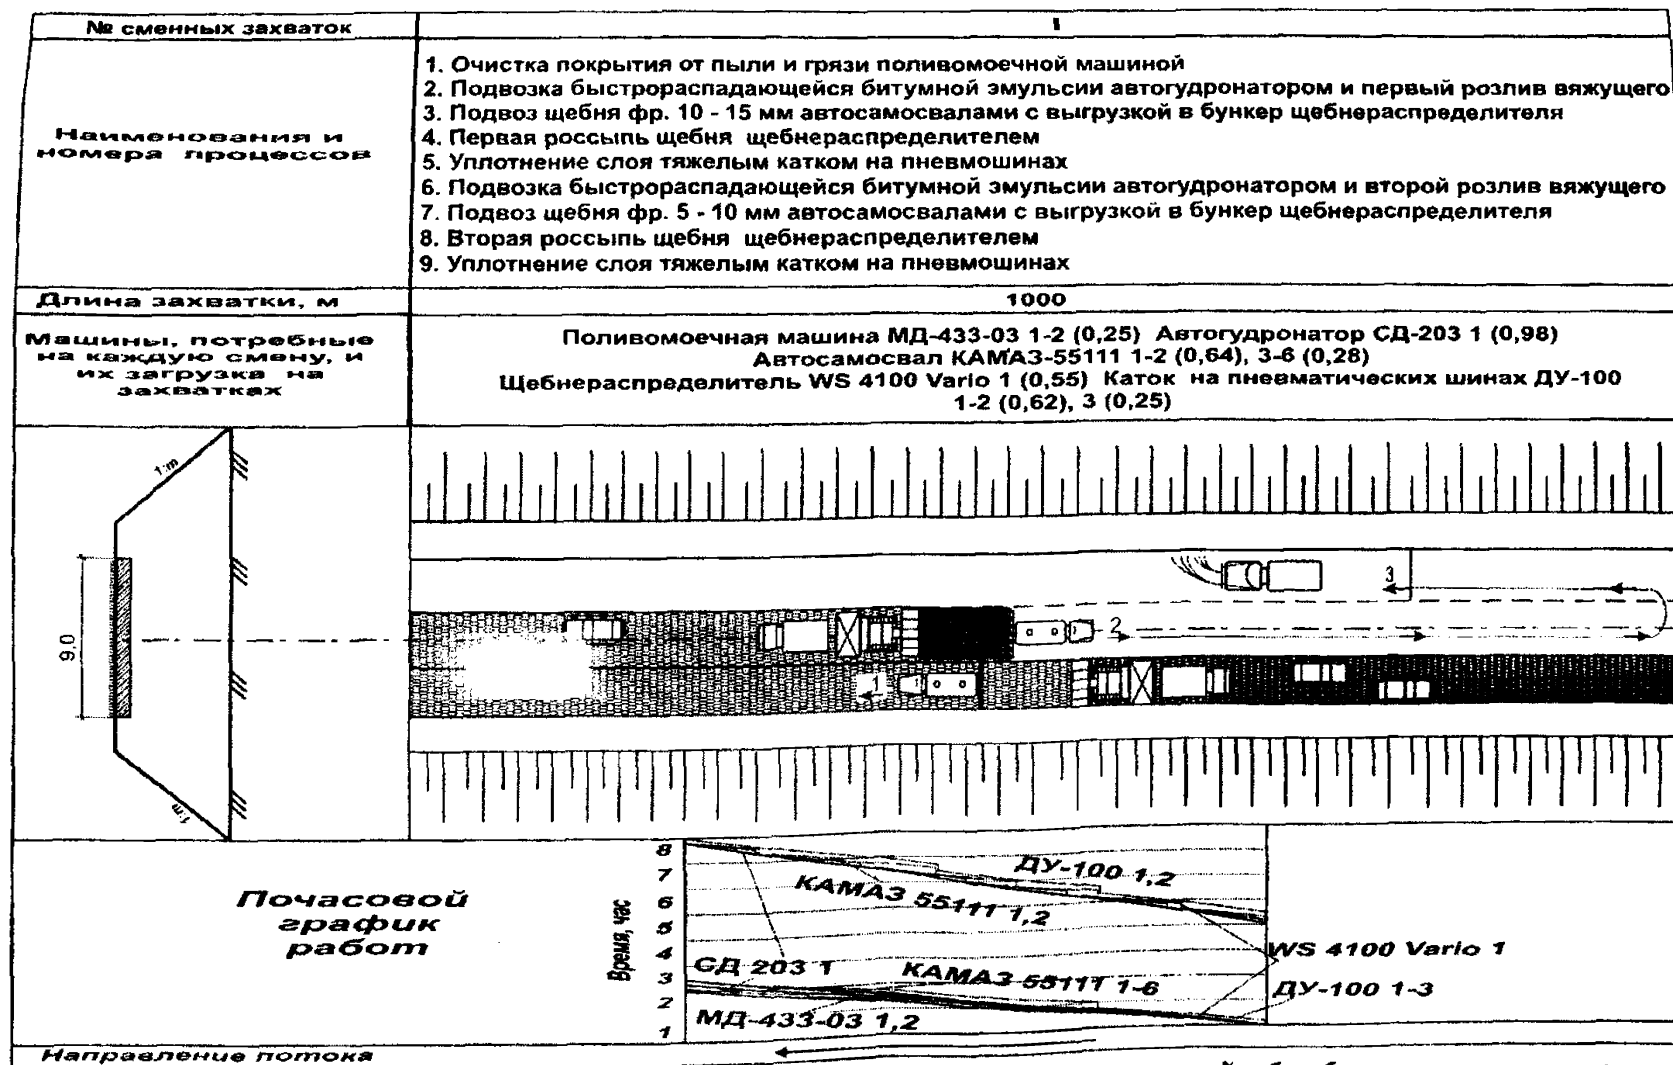 № сменных захваток
1
Наименования и
номера процессов
1. Очистка покрытия от пыли и грязи поливомоечной машиной
2. Подвозка быстрораспадающейся битумной эмульсии автогудронатором и первый розлив вяжущего
3. Подвоз щебня фр. 10 - 15 мм автосамосвалами с выгрузкой в бункер щебнераспределителя
4. Первая россыпь щебня щебнераспределителем
5. Уплотнение слоя тяжелым катком на пневмошинах
6. Подвозка быстрораспадающейся битумной эмульсии автогудронатором и второй розлив вяжущего
7. Подвоз щебня фр. 5 - 10 мм автосамосвалами с выгрузкой в бункер щебнераспределителя
8. Вторая россыпь щебня щебнераспределителем
9. Уплотнение слоя тяжелым катком на пневмошинах
Длина захватки, м
1000
Машины, потребные
на каждую смену, и
их загрузка на
захватках
Поливомоечная машина МД-433-03 1-2 (0,25) Автогудронатор СД-203 1 (0,98)
Автосамосвал КАМАЗ-55111 1-2 (0,64), 3-6 (0,28)
Щебнераспределитель WS 4100 Vario 1 (0,55) Каток на пневматических шинах ДУ-100
1-2 (0,62), 3 (0,25)
1:m
9,0
1:m
3
2
1
Почасовой
график
работ
Время, час
8
7
6
5
4
3
2
1
ДУ-100 1,2
КАМАЗ 55111 1,2
WS 4100 Vario 1
СД 203 1
КАМАЗ 55111 1-6
ДУ-100 1-3
МД-433-03 1,2
Направление потока